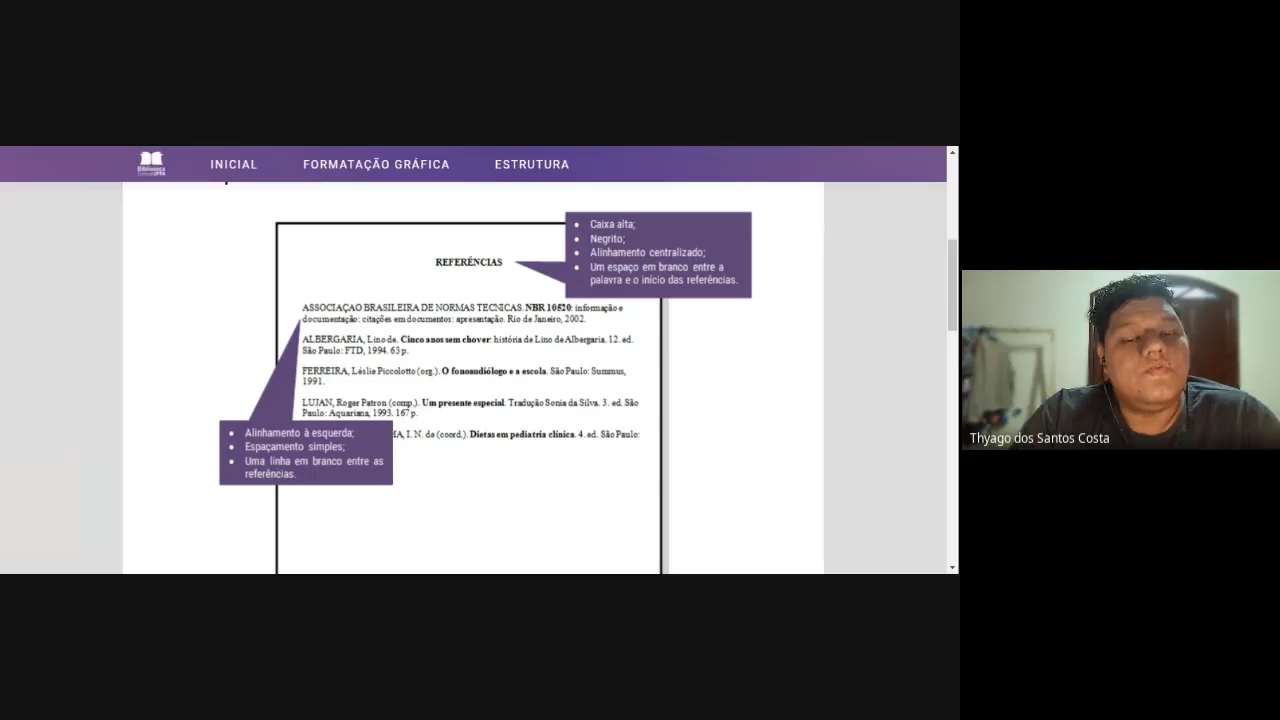 Biblioteca
INICIAL
FORMATAÇÃO GRÁFICA
ESTRUTURA
Caixa alta;
Negrito;
Alinhamento centralizado;
Um espaço em branco entre a
palavra e o início das referências.
REFERÊNCIAS
ASSOCIAÇAO BRASILEIRA DE NORMAS TECNICAS. NBR 10520: informação e
documentação: citações em documentos: apresentação. Rio de Janeiro, 2002.
ALBERGARIA, Lino de. Cinco anos sem chover: história de Lino de Albergaria. 12. ed.
São Paulo: FTD, 1994. 63 p.
FERREIRA, Léslie Piccolotto (org.). O fonoaudiólogo e a escola. São Paulo: Summus,
1991.
LUJAN, Roger Patron (comp.). Um presente especial. Tradução Sonia da Silva. 3. ed. São
Paulo: Aquariana, 1993. 167 p.
MA, I. N. de (coord.). Dietas em pediatria clínica. 4. ed. São Paulo:
Alinhamento à esquerda;
Espaçamento simples;
Uma linha em branco entre as
referências.
Thyago dos Santos Costa